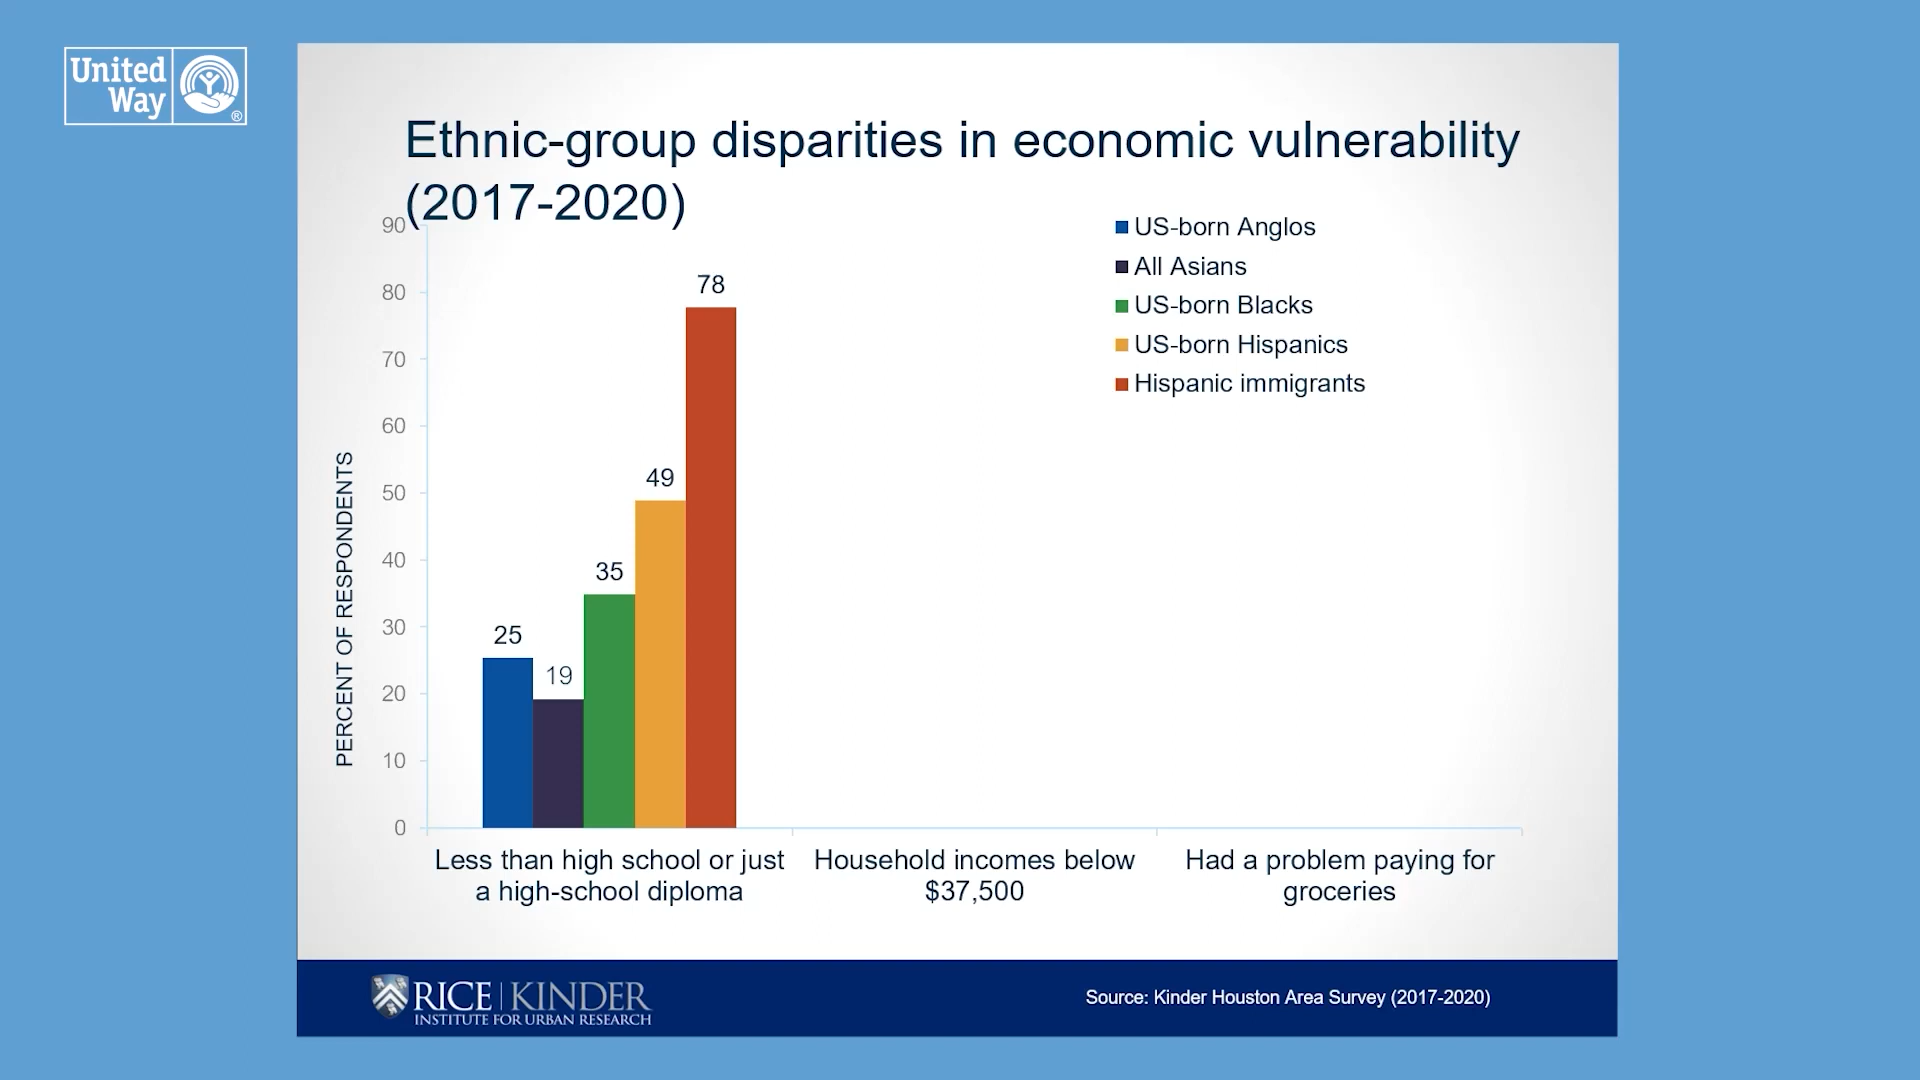 United
Way
®
Ethnic-group disparities in economic vulnerability
(2017-2020)
US-born Anglos
All Asians
US-born Blacks
US-born Hispanics
Hispanic immigrants
PERCENT OF RESPONDENTS
90
80
70
60
50
40
30
20
10
0
25
19
35
49
78
Less than high school or just
a high-school diploma
Household incomes below
$37,500
Had a problem paying for
groceries
RICE | KINDER
INSTITUTE FOR URBAN RESEARCH
Source: Kinder Houston Area Survey (2017-2020)